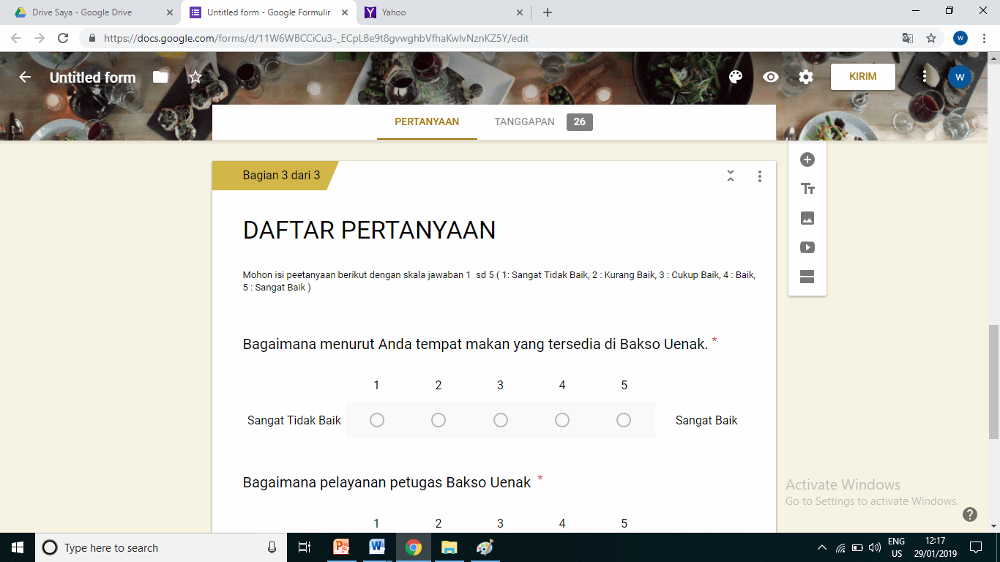 Drive Saya - Google Drive
Untitled form - Google Formulir
Yahoo
https://docs.google.com/forms/d/11W6WBCCiCu3-_ECpLBe9t8gvwghbVfhaKwlvNznKZ5Y/edit
W
Untitled form
KIRIM
W
PERTANYAAN
TANGGAPAN 26
Bagian 3 dari 3
DAFTAR PERTANYAAN
Mohon isi peetanyaan berikut dengan skala jawaban 1 sd 5 ( 1: Sangat Tidak Baik, 2 : Kurang Baik, 3 : Cukup Baik, 4 : Baik,
5 : Sangat Baik )
Bagaimana menurut Anda tempat makan yang tersedia di Bakso Uenak. *
1 2 3 4 5
Sangat Tidak Baik Sangat Baik
Bagaimana pelayanan petugas Bakso Uenak *
1 2 3 4 5
Activate Windows
Go to Settings to activate Windows.
Type here to search
ENG
US
12:17
29/01/2019